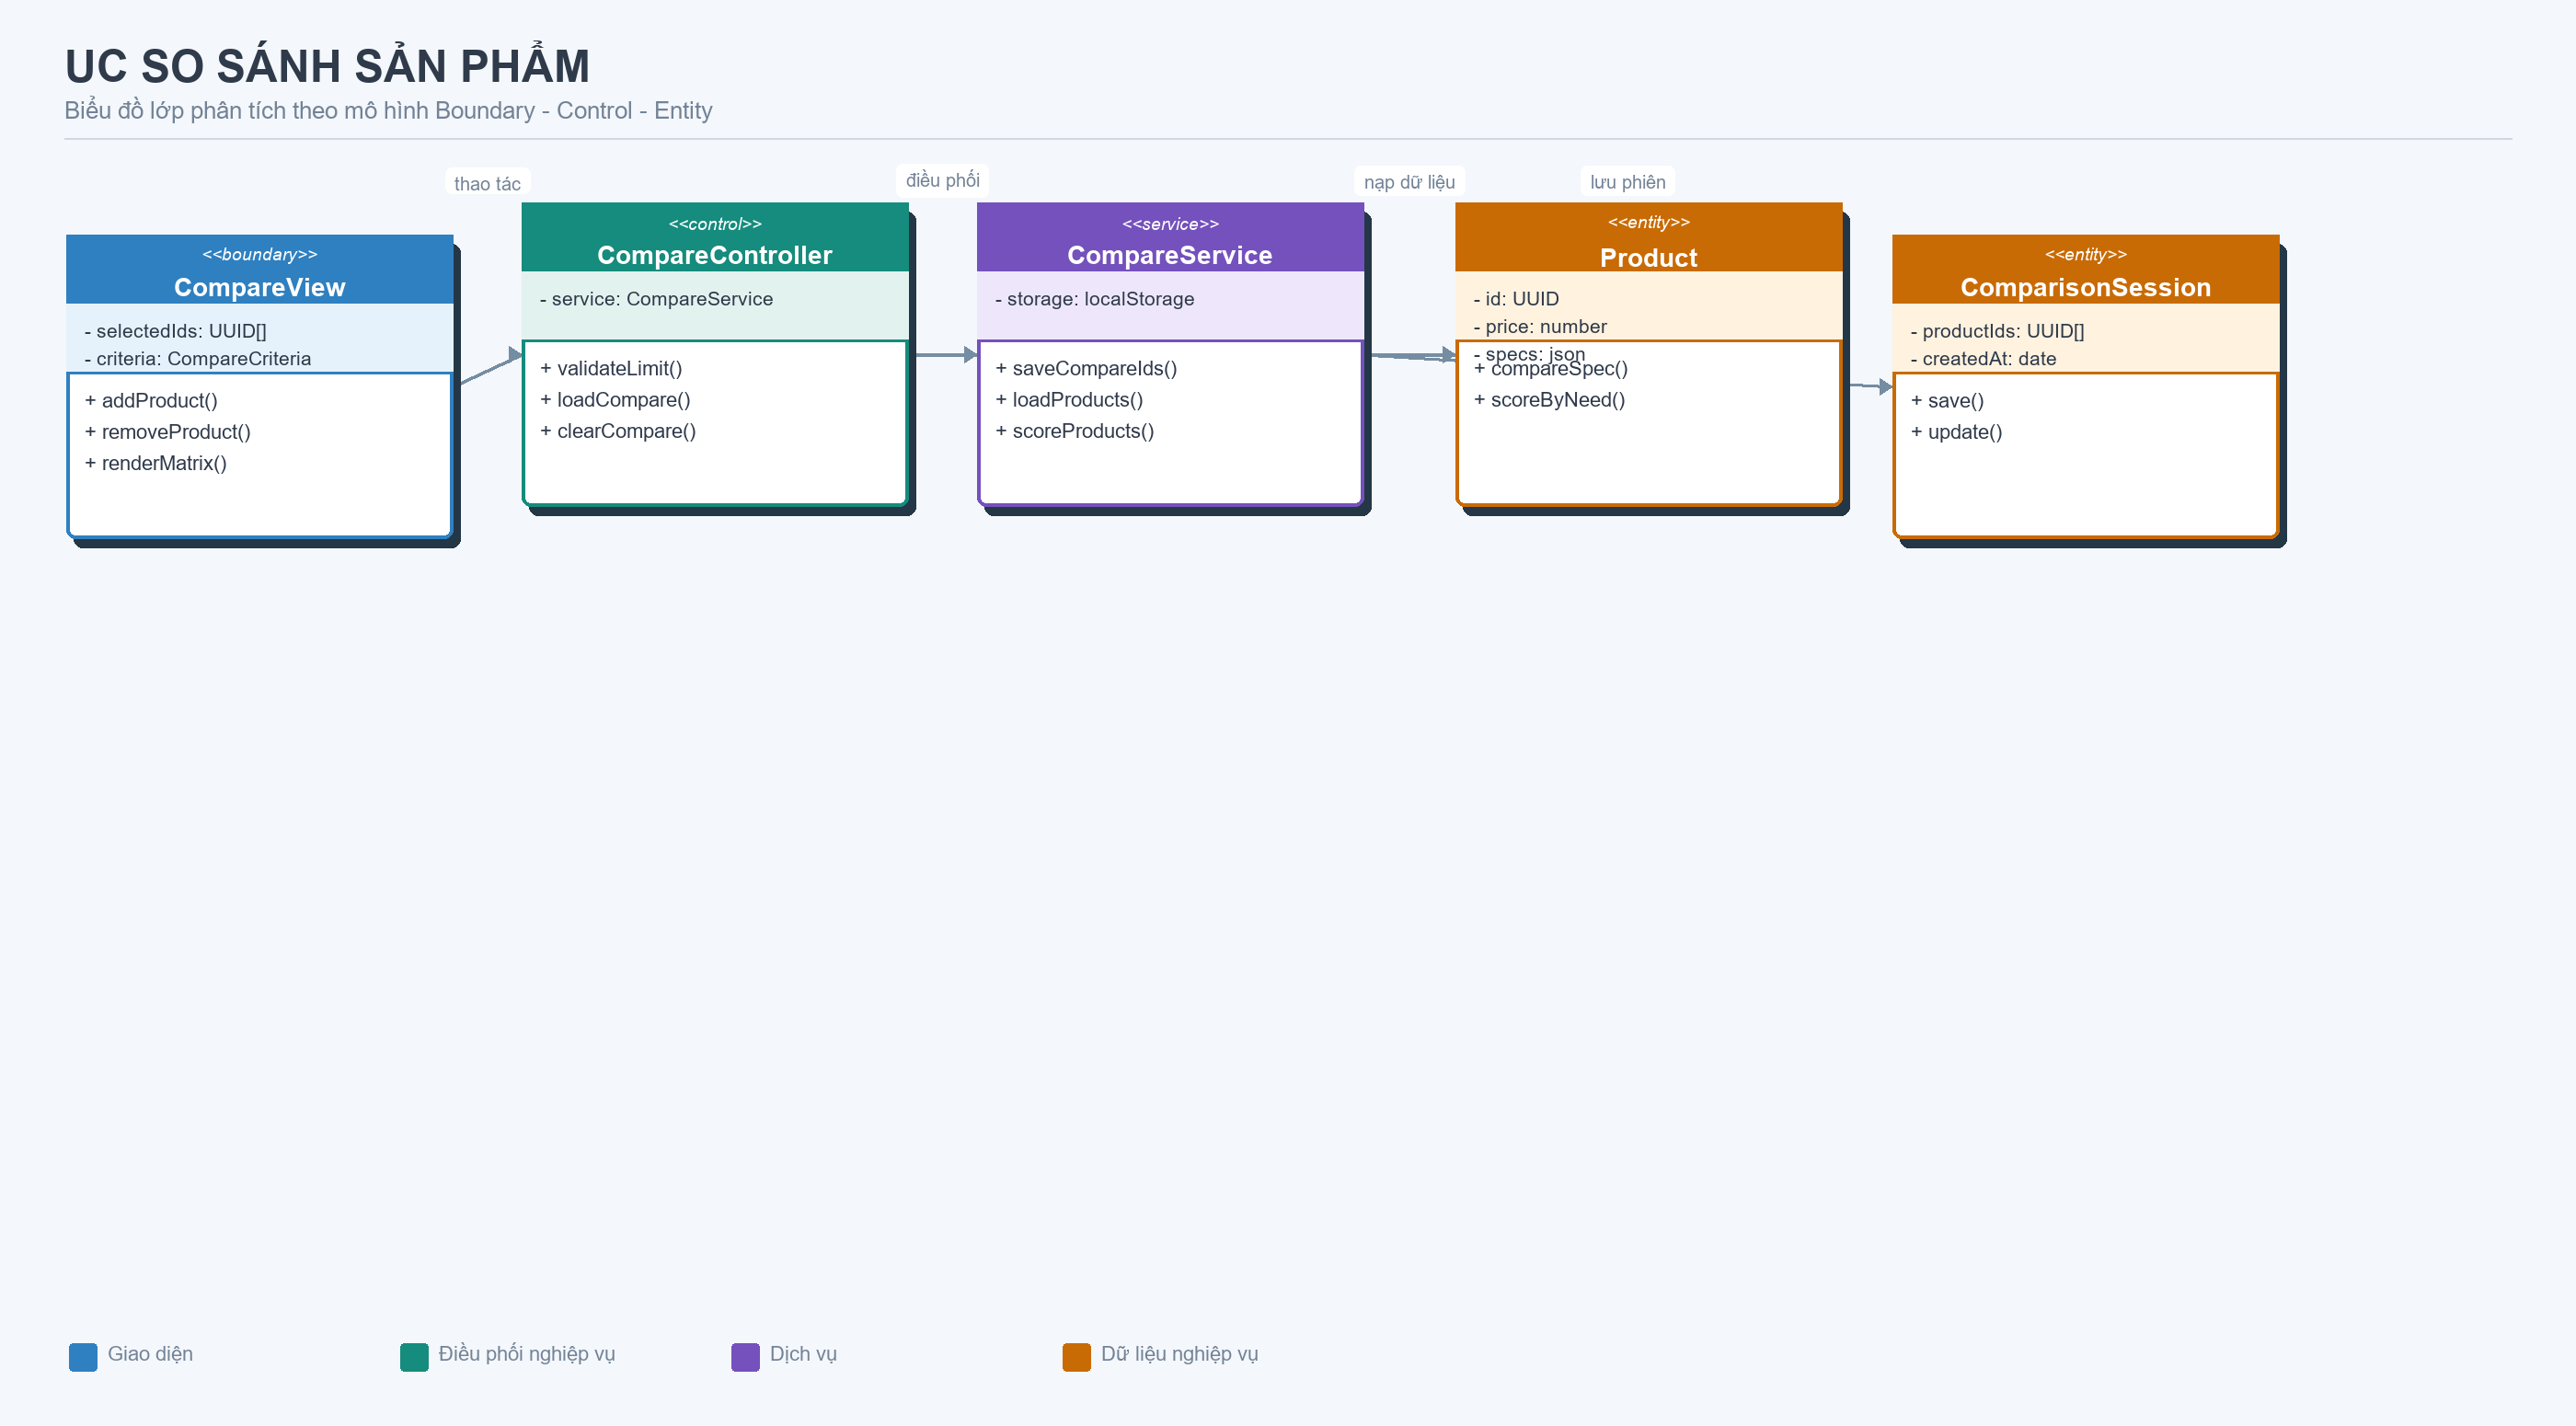 UC SO SÁNH SẢN PHẨM
Biểu đồ lớp phân tích theo mô hình Boundary - Control - Entity
thao tác
điều phối
nạp dữ liệu
lưu phiên
<<boundary>>
CompareView
- selectedIds: UUID[]
- criteria: CompareCriteria
+ addProduct()
+ removeProduct()
+ renderMatrix()
<<control>>
CompareController
- service: CompareService
+ validateLimit()
+ loadCompare()
+ clearCompare()
<<service>>
CompareService
- storage: localStorage
+ saveCompareIds()
+ loadProducts()
+ scoreProducts()
<<entity>>
Product
- id: UUID
- price: number
- specs: json
+ compareSpec()
+ scoreByNeed()
<<entity>>
ComparisonSession
- productIds: UUID[]
- createdAt: date
+ save()
+ update()
Giao diện
Điều phối nghiệp vụ
Dịch vụ
Dữ liệu nghiệp vụ